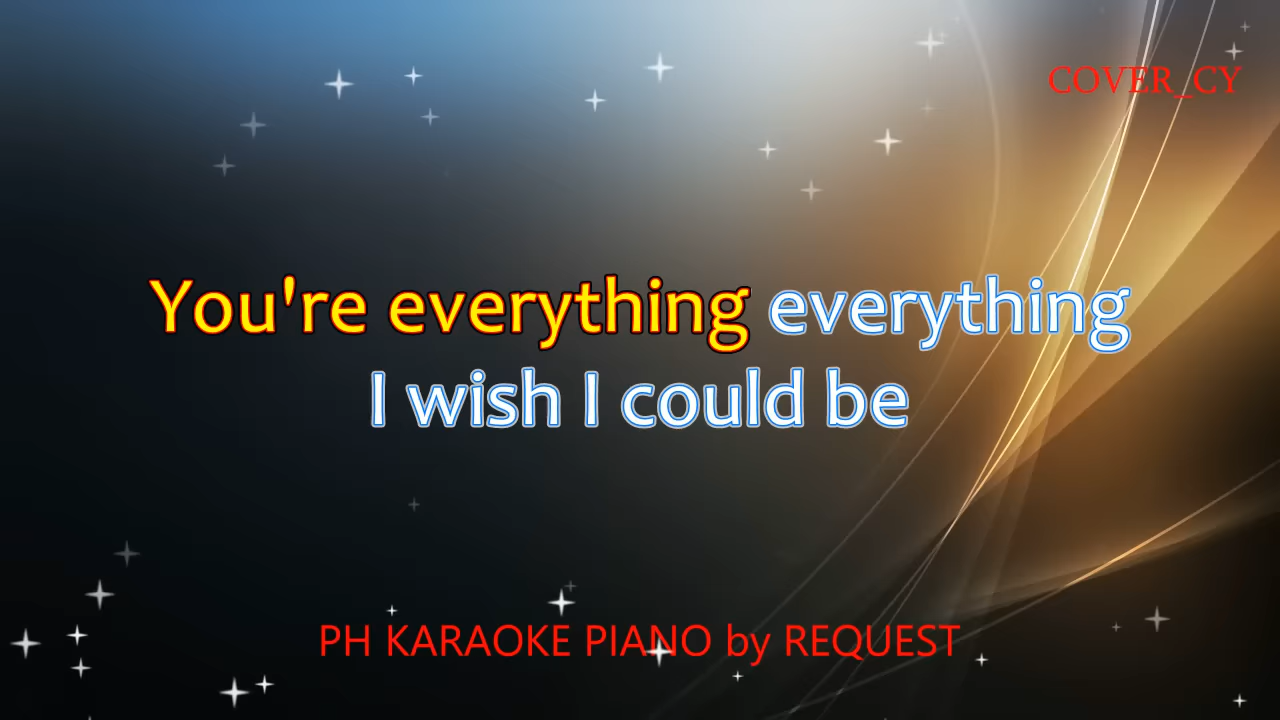 COVER_CY
You're everything everything
I wish I could be
PH KARAOKE PIANO by REQUEST